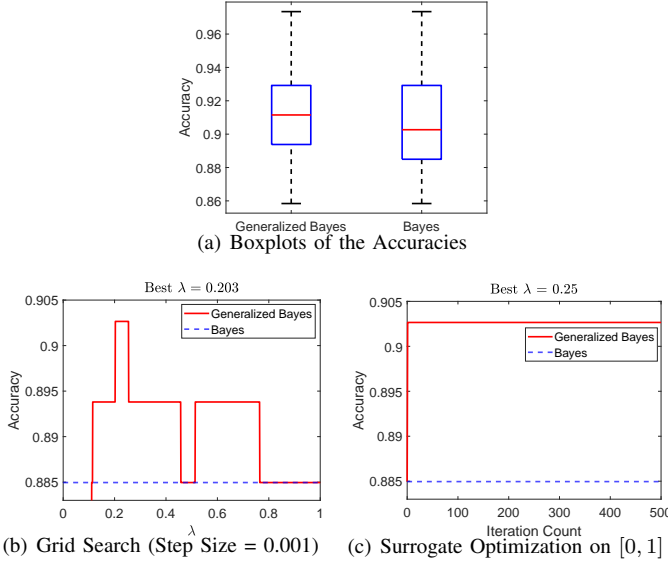 0.96
0.94
0.92
0.9
0.88
0.86
Accuracy
Generalized Bayes
Bayes
(a) Boxplots of the Accuracies
Best λ = 0.203
0.905
0.9
0.895
0.89
0.885
Accuracy
Generalized Bayes
Bayes
0 0.2 0.4 0.6 0.8 1
λ
(b) Grid Search (Step Size = 0.001)
Best λ = 0.25
0.905
0.9
0.895
0.89
0.885
Accuracy
Generalized Bayes
Bayes
0 100 200 300 400 500
Iteration Count
(c) Surrogate Optimization on [0, 1]